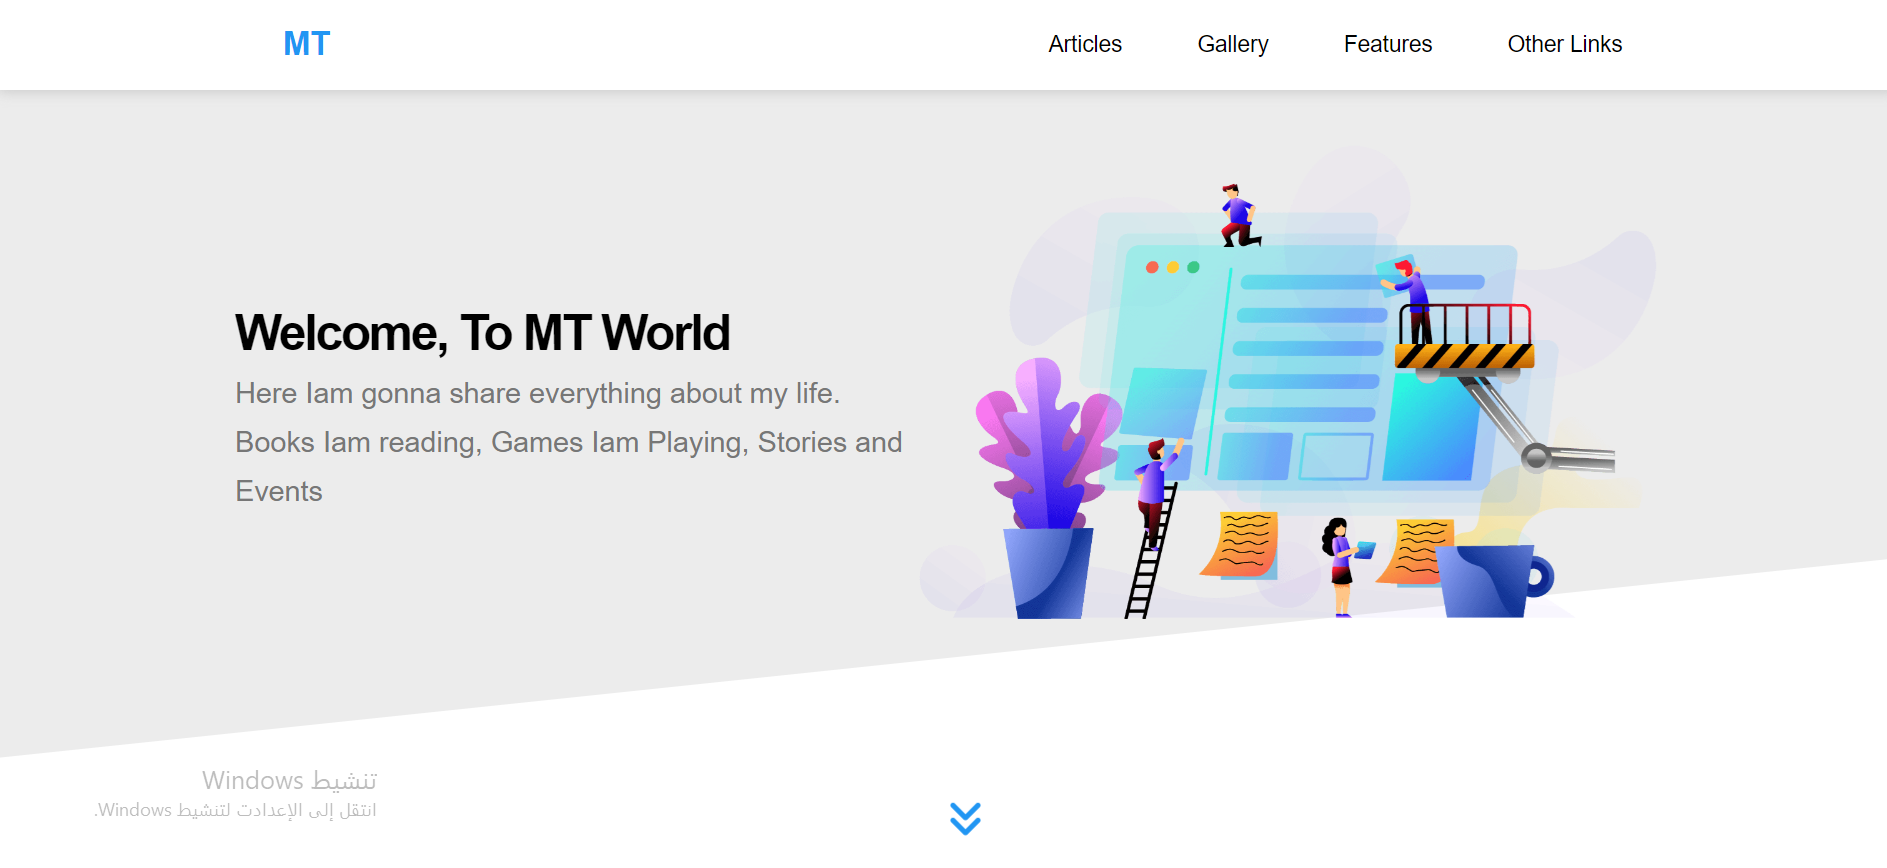 MT
Articles
Gallery
Features
Other Links
Welcome, To MT World
Here Iam gonna share everything about my life.
Books Iam reading, Games Iam Playing, Stories and
Events
تنشيط Windows
انتقل إلى الإعدادت لتنشيط Windows.